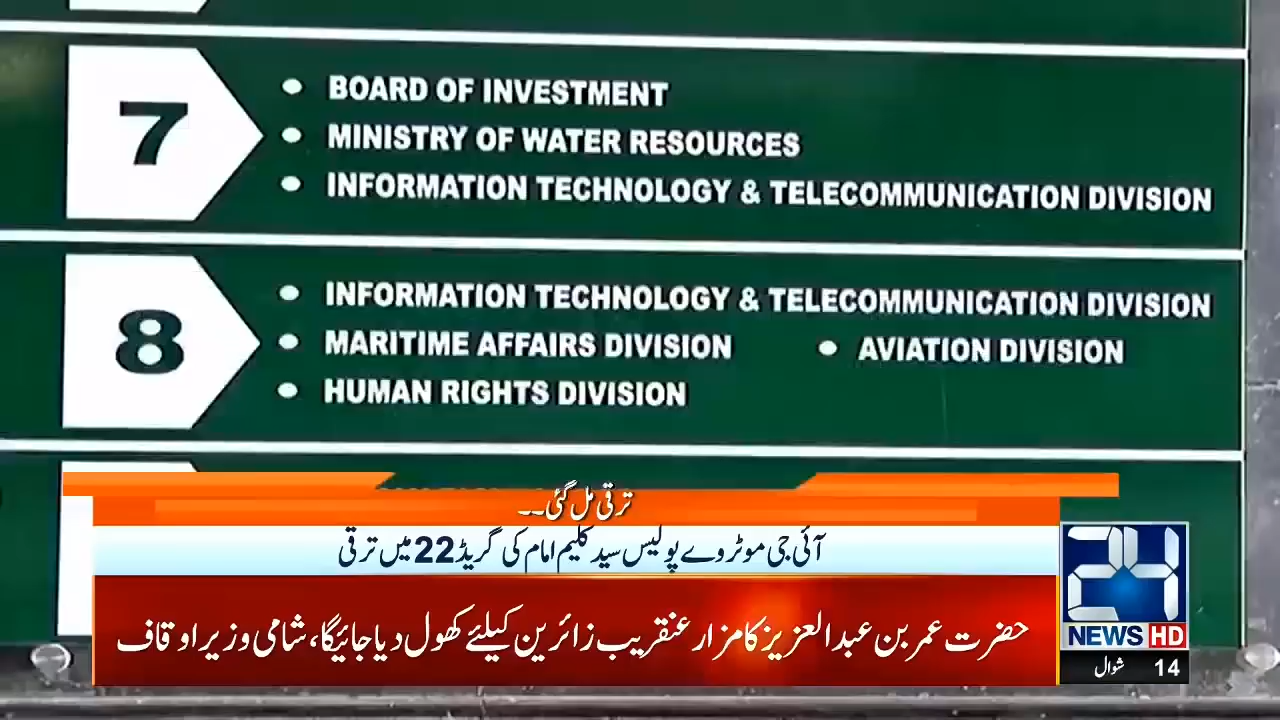 7
BOARD OF INVESTMENT
MINISTRY OF WATER RESOURCES
INFORMATION TECHNOLOGY & TELECOMMUNICATION DIVISION
8
INFORMATION TECHNOLOGY & TELECOMMUNICATION DIVISION
MARITIME AFFAIRS DIVISION
AVIATION DIVISION
HUMAN RIGHTS DIVISION
ترقی مل گئی۔۔
آئی جی موٹروے پولیس سید کلیم امام کی گریڈ 22 میں ترقی
حضرت عمر بن عبدالعزیز کا مزار عنقریب زائرین کیلئے کھول دیا جائیگا، شامی وزیر اوقاف
24
NEWS HD
14 شوال